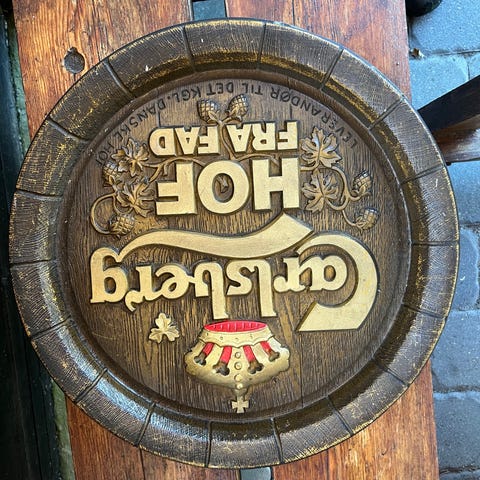 Carlsberg
HOF
FRA FAD
LEVERANDØR TIL DET KGL. DANSKE HOF